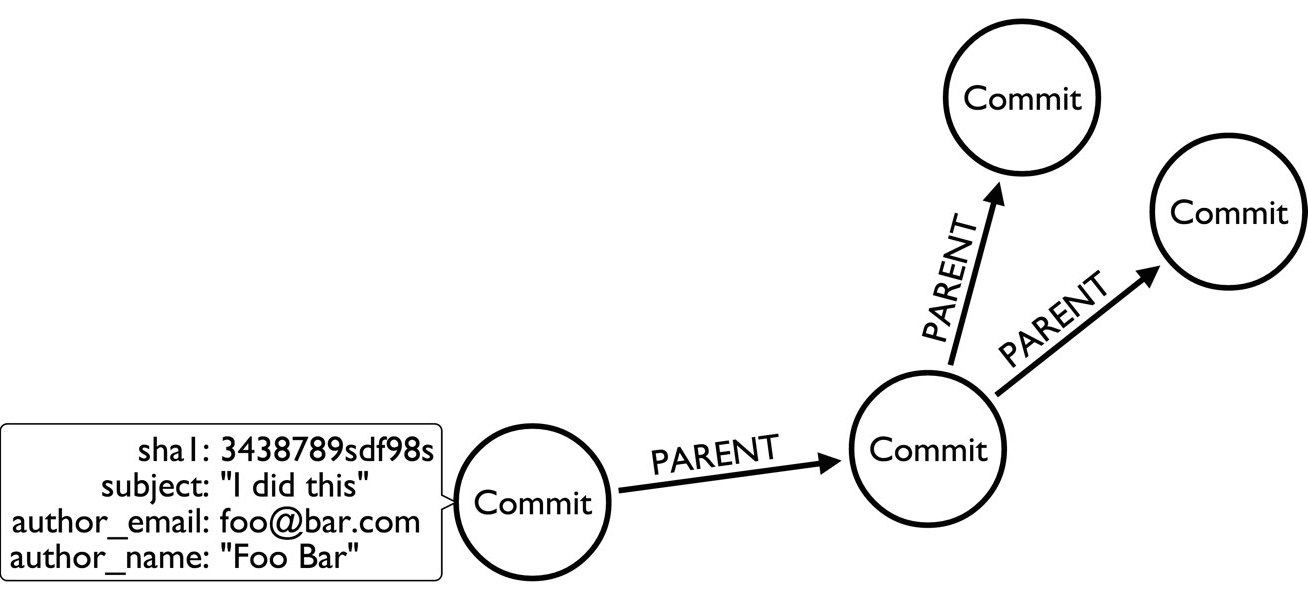 Commit
Commit
PARENT
PARENT
PARENT
Commit
Commit
sha1: 3438789sdf98s
subject: "I did this"
author_email: foo@bar.com
author_name: "Foo Bar"